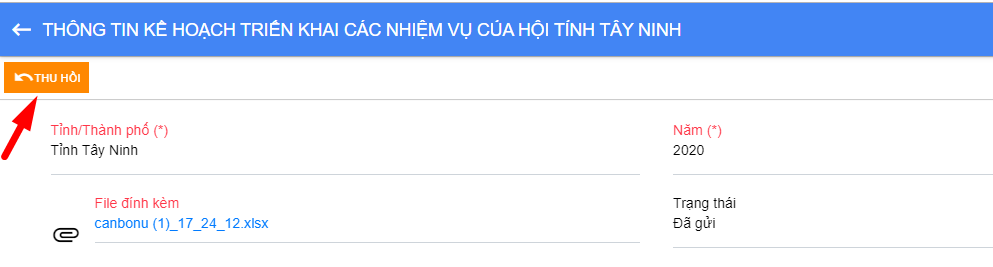 THÔNG TIN KẾ HOẠCH TRIỂN KHAI CÁC NHIỆM VỤ CỦA HỘI TỈNH TÂY NINH
THU HỒI
Tỉnh/Thành phố (*)
Tỉnh Tây Ninh
Năm (*)
2020
File đính kèm
canbonu (1)_17_24_12.xlsx
Trạng thái
Đã gửi